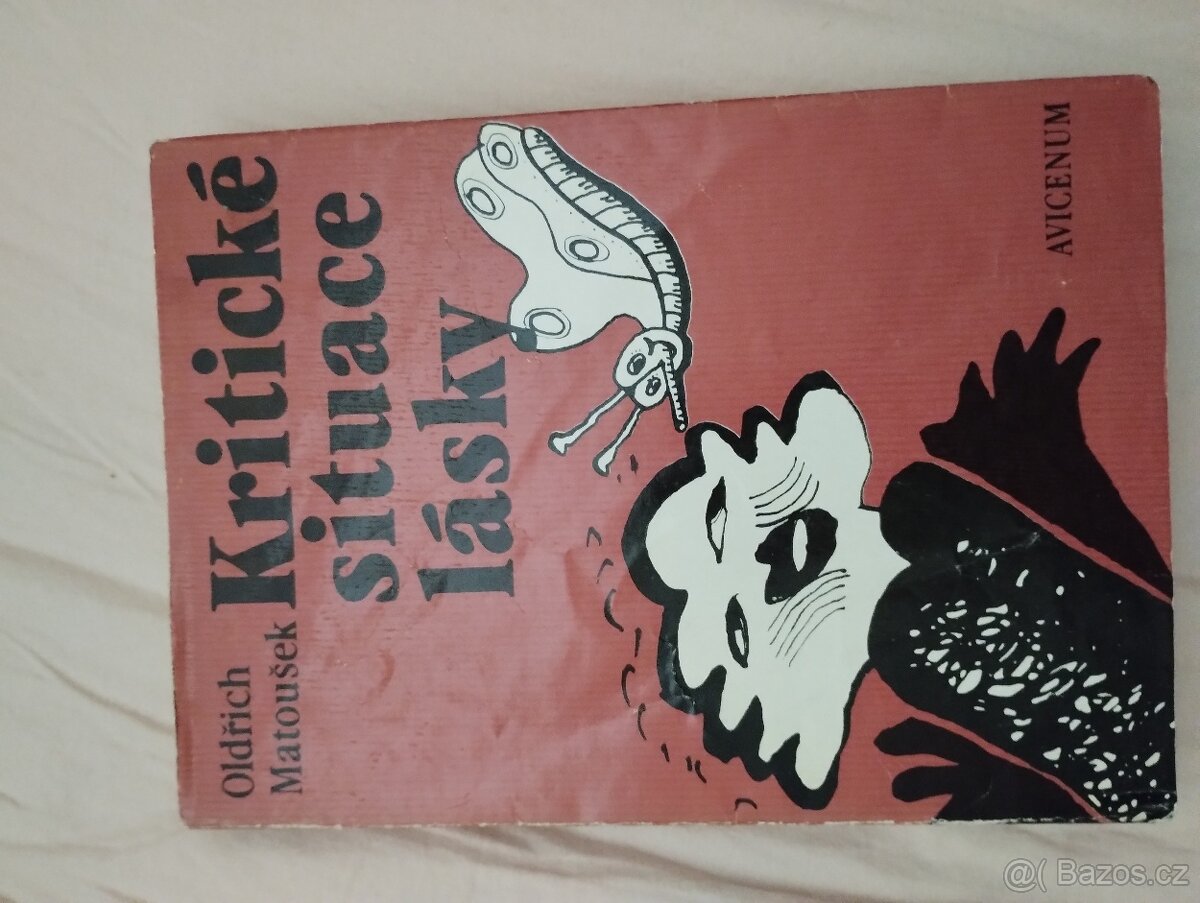 Oldřich
Matoušek
Kritické
situace
lásky
AVICENUM
@( Bazos.cz